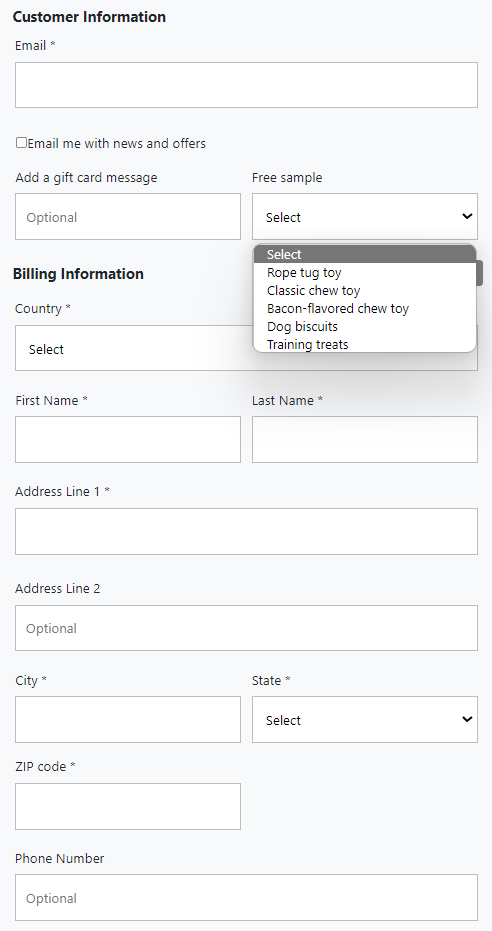 Customer Information
Email *
Email me with news and offers
Add a gift card message Free sample
Optional Select
Select
Rope tug toy
Classic chew toy
Bacon-flavored chew toy
Dog biscuits
Training treats
Billing Information
Country *
Select
First Name * Last Name *
Address Line 1 *
Address Line 2
Optional
City * State *
Select
ZIP code *
Phone Number
Optional